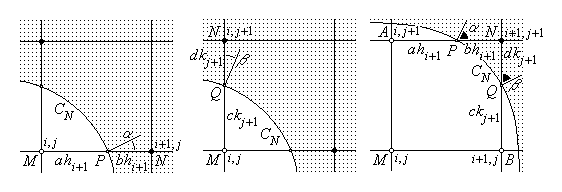 C_N
i,j
α
i+1,j
M ah_{i+1} P bh_{i+1} N
N i,j+1
dk_{j+1} β
Q
ck_{j+1}
C_N
M i,j
A i,j+1 α N i+1,j+1
ah_{i+1} P bh_{i+1} dk_{j+1}
C_N
Q β
ck_{j+1}
M i,j i+1,j B